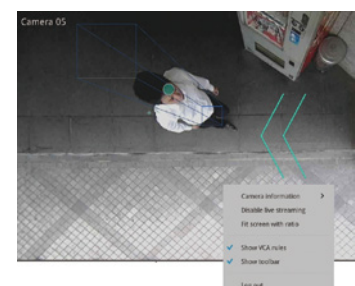 Camera 05
Camera information
Disable live streaming
Fit screen with ratio
Show VCA rules
Show toolbar
Log out